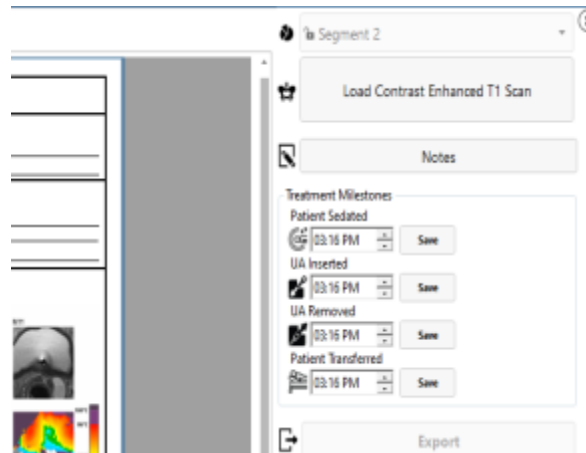 Segment 2
Load Contrast Enhanced T1 Scan
Notes
Treatment Milestones
Patient Sedated
03:16 PM Save
UA Inserted
03:16 PM Save
UA Removed
03:16 PM Save
Patient Transferred
03:16 PM Save
Export